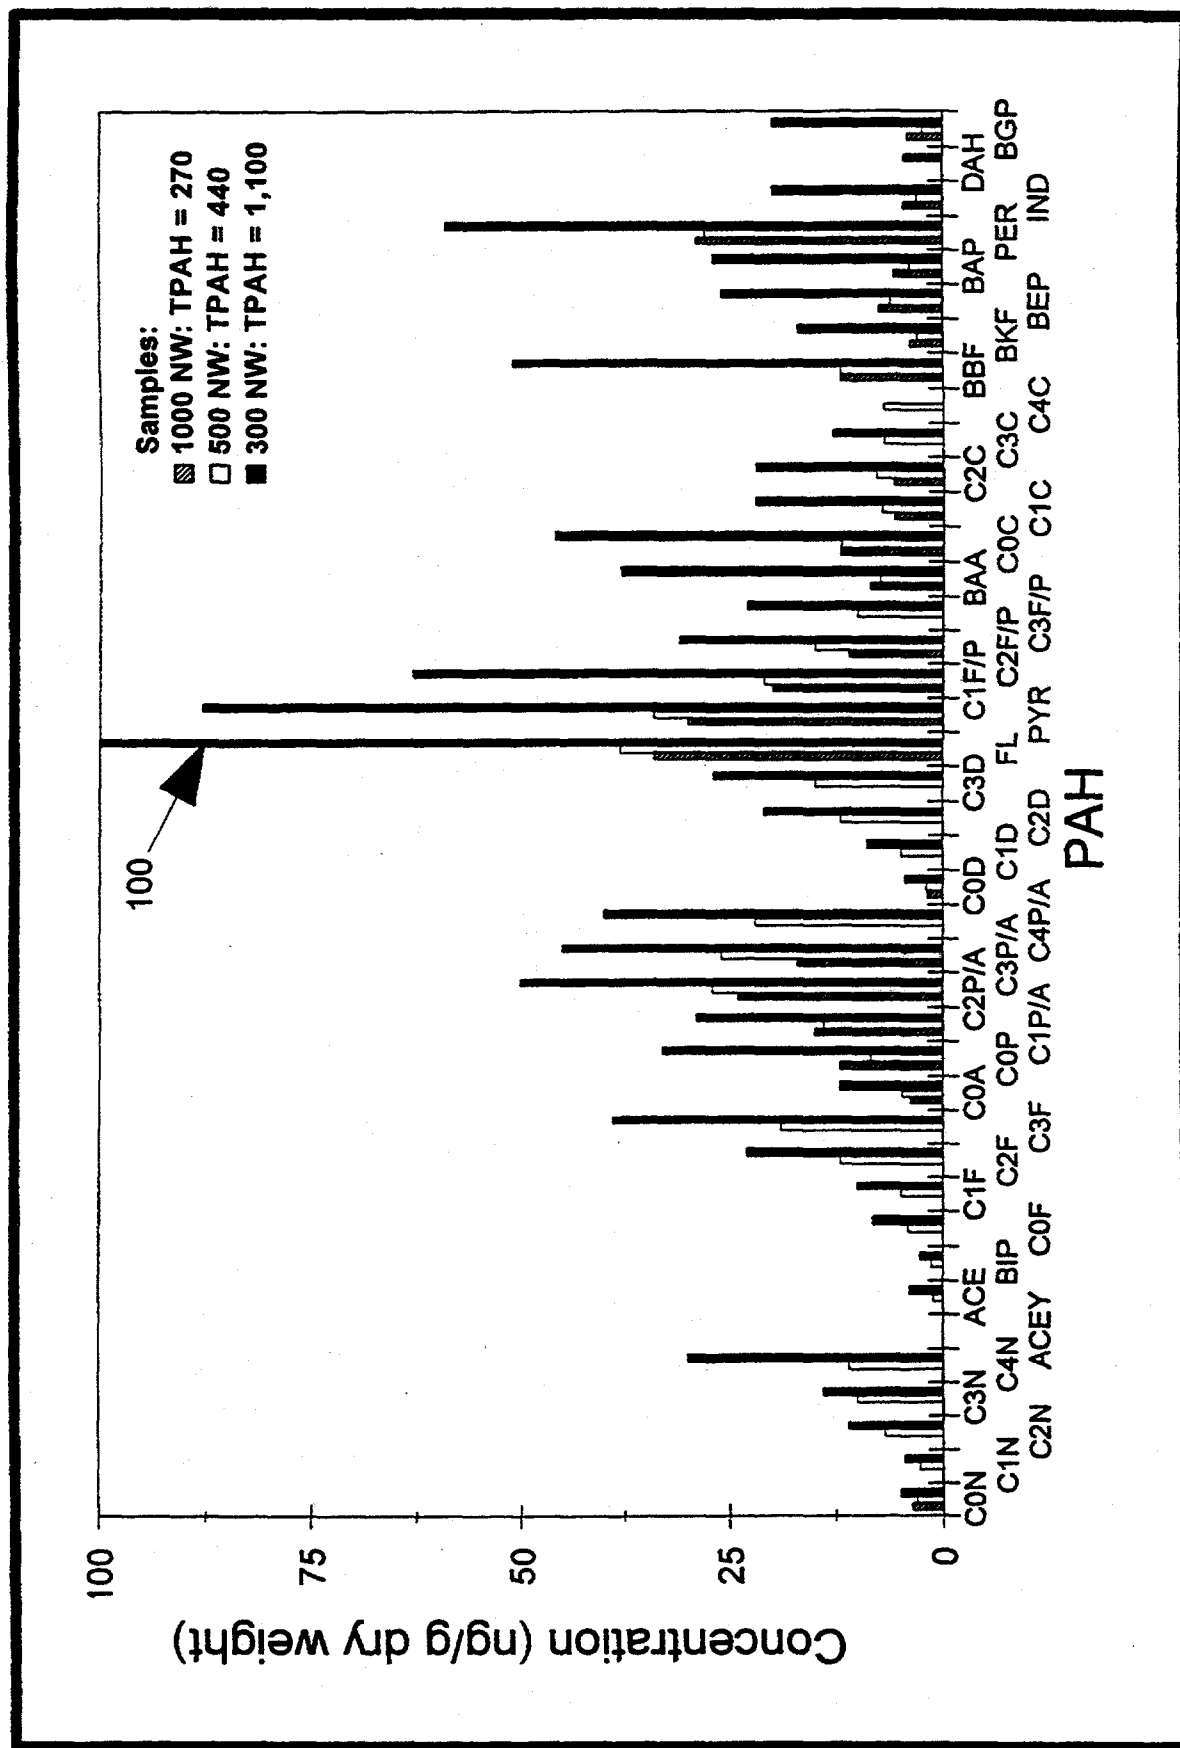 Concentration (ng/g dry weight)
100
75
50
25
0
Samples:
1000 NW: TPAH = 270
500 NW: TPAH = 440
300 NW: TPAH = 1,100
100
C0N C3N ACE C1F C0A C2P/A C0D C3D C1F/P BAA C2C BBF BAP DAH
C1N C4N BIP C2F C0P C3P/A C1D FL C2F/P C0C C3C BKF PER BGP
C2N ACEY C0F C3F C1P/A C4P/A C2D PYR C3F/P C1C C4C BEP IND
PAH